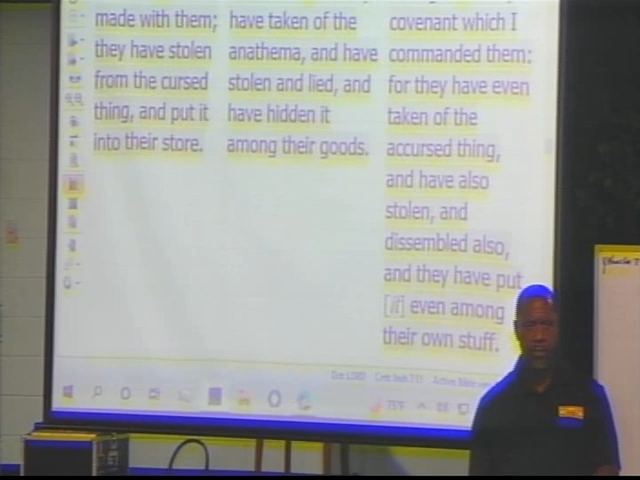 made with them;
they have stolen
from the cursed
thing, and put it
into their store.
have taken of the
anathema, and have
stolen and lied, and
have hidden it
among their goods.
covenant which I
commanded them:
for they have even
taken of the
accursed thing,
and have also
stolen, and
dissembled also,
and they have put
[it] even among
their own stuff.
75°F